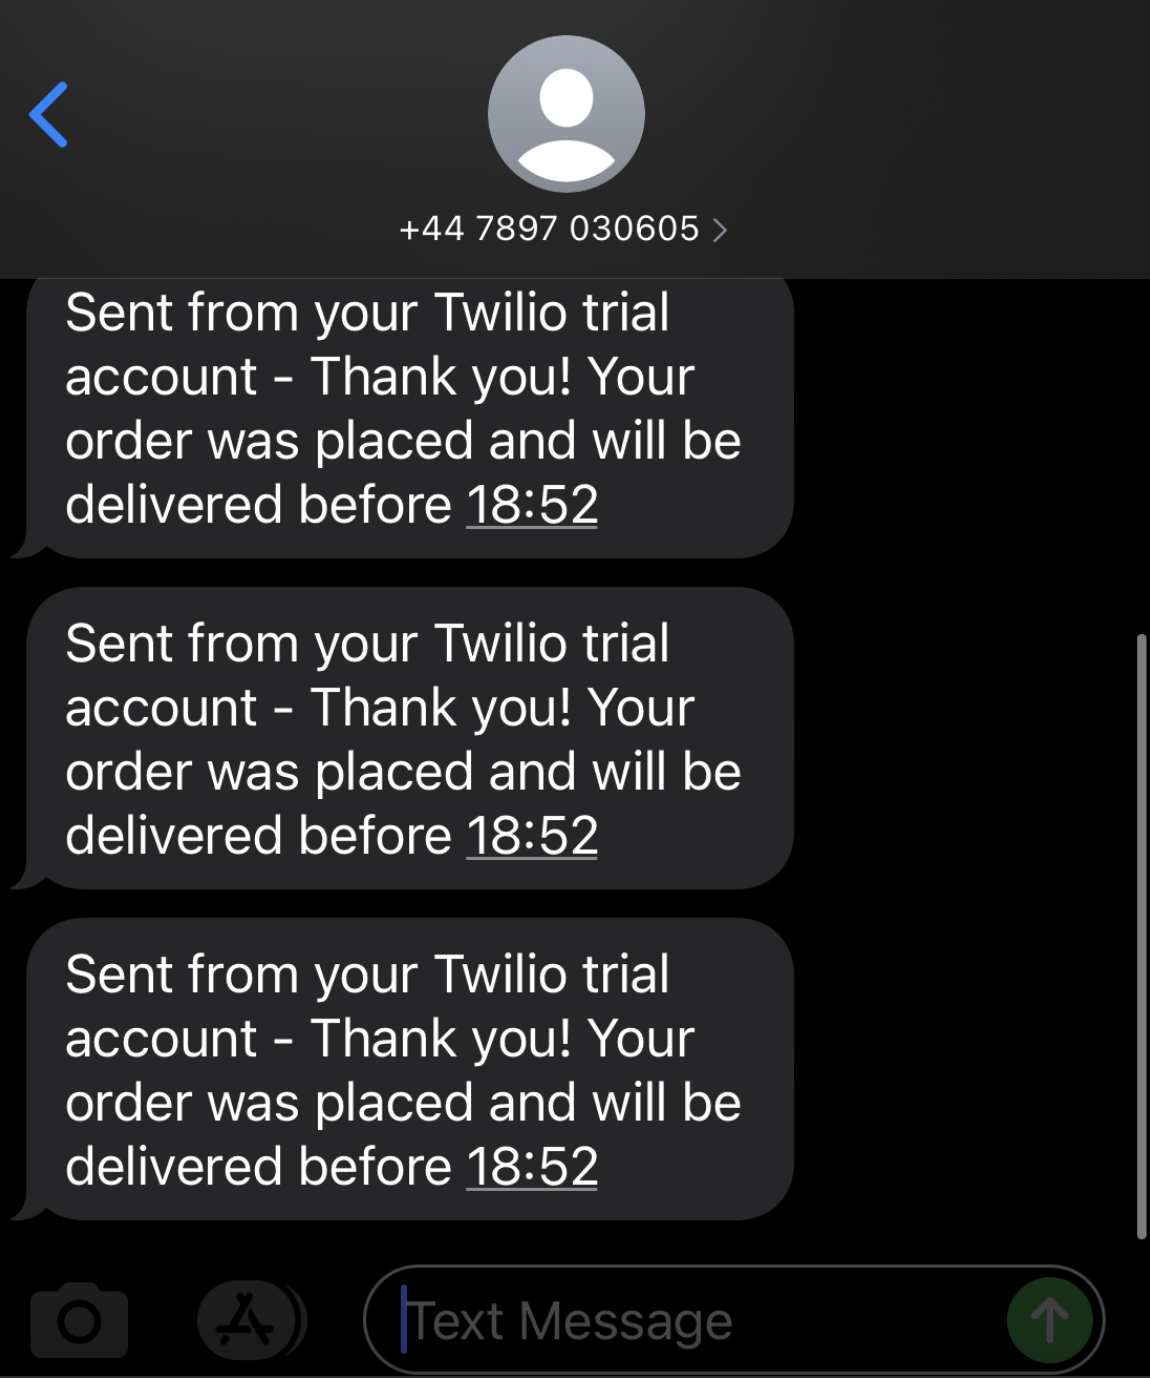 +44 7897 030605
Sent from your Twilio trial
account - Thank you! Your
order was placed and will be
delivered before 18:52
Sent from your Twilio trial
account - Thank you! Your
order was placed and will be
delivered before 18:52
Sent from your Twilio trial
account - Thank you! Your
order was placed and will be
delivered before 18:52
Text Message